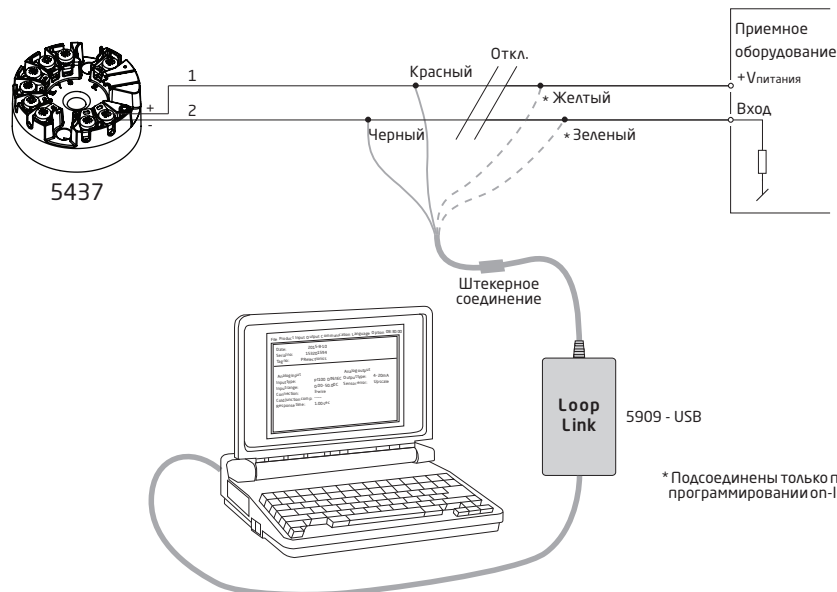 Приемное
оборудование
Откл.
1
Красный
+Vпитания
* Желтый
+
2
Вход
-
Черный
* Зеленый
5437
Штекерное
соединение
Loop
Link
5909 - USB
* Подсоединены только п
программировании on-l